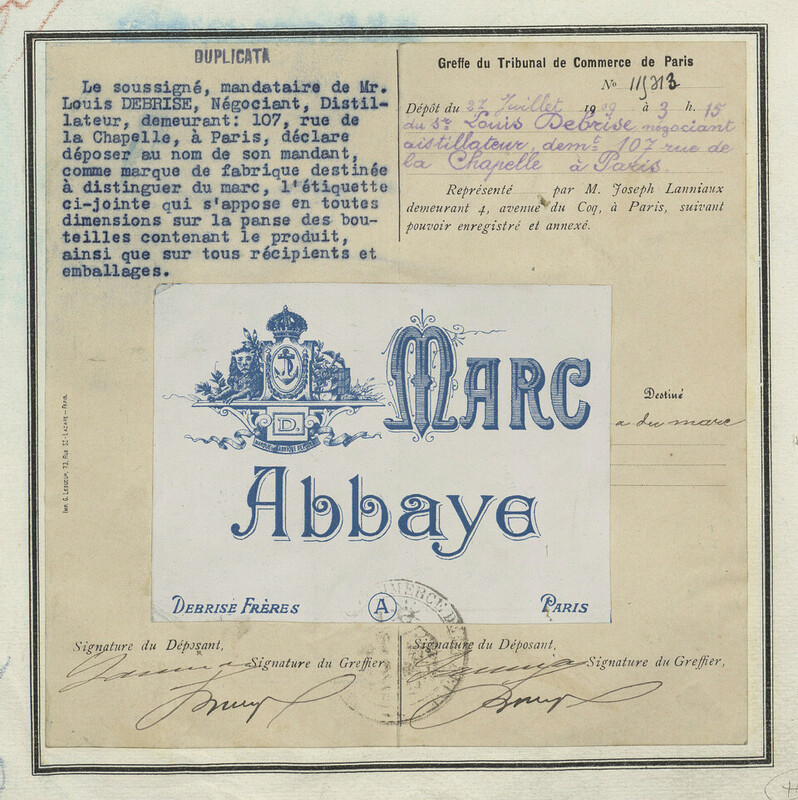 DUPLICATA
Le soussigné, mandataire de Mr.
Louis DEBRISE, Négociant, Distil-
lateur, demeurant: 107, rue de
la Chapelle, à Paris, déclare
déposer au nom de son mandant,
comme marque de fabrique destinée
à distinguer du marc, l'étiquette
ci-jointe qui s'appose en toutes
dimensions sur la panse des bou-
teilles contenant le produit,
ainsi que sur tous récipients et
emballages.
Greffe du Tribunal de Commerce de Paris
No 115213
Dépôt du 27 Juillet 1909 à 3 h. 15
du Sr Louis Debrise, négociant
distillateur, demt 107 rue de
la Chapelle à Paris.
Représenté par M. Joseph Lanniaux
demeurant 4, avenue du Coq, à Paris, suivant
pouvoir enregistré et annexé.
MARC
D.
Abbaye
DEBRISE FRÈRES
A
PARIS
Destiné
a du marc
Signature du Déposant,
Signature du Greffier,
Signature du Déposant,
Signature du Greffier,